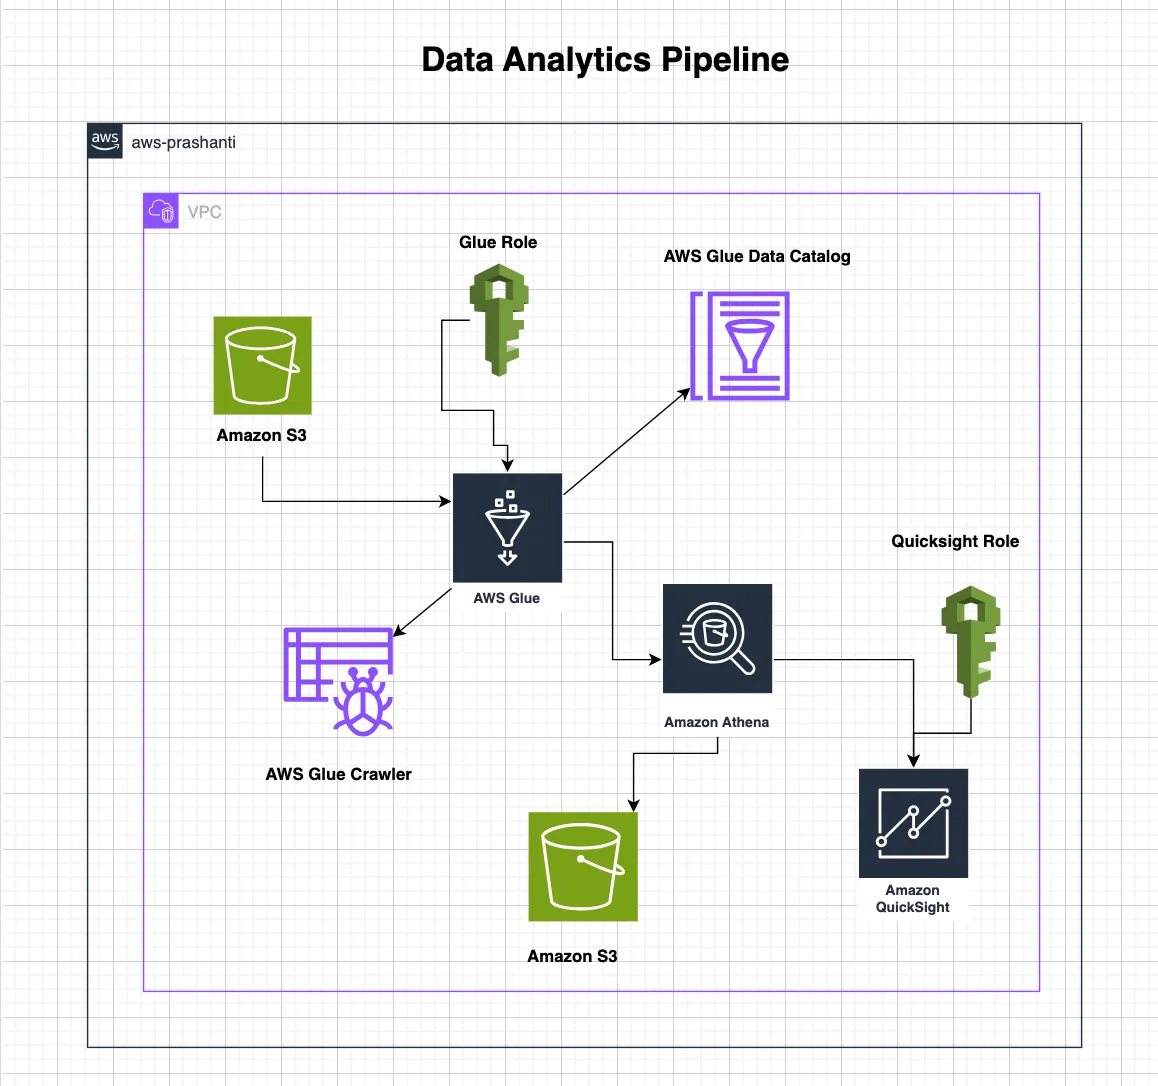 Data Analytics Pipeline
aws
aws-prashanti
VPC
Glue Role
AWS Glue Data Catalog
Amazon S3
AWS Glue
Quicksight Role
Amazon Athena
AWS Glue Crawler
Amazon
QuickSight
Amazon S3